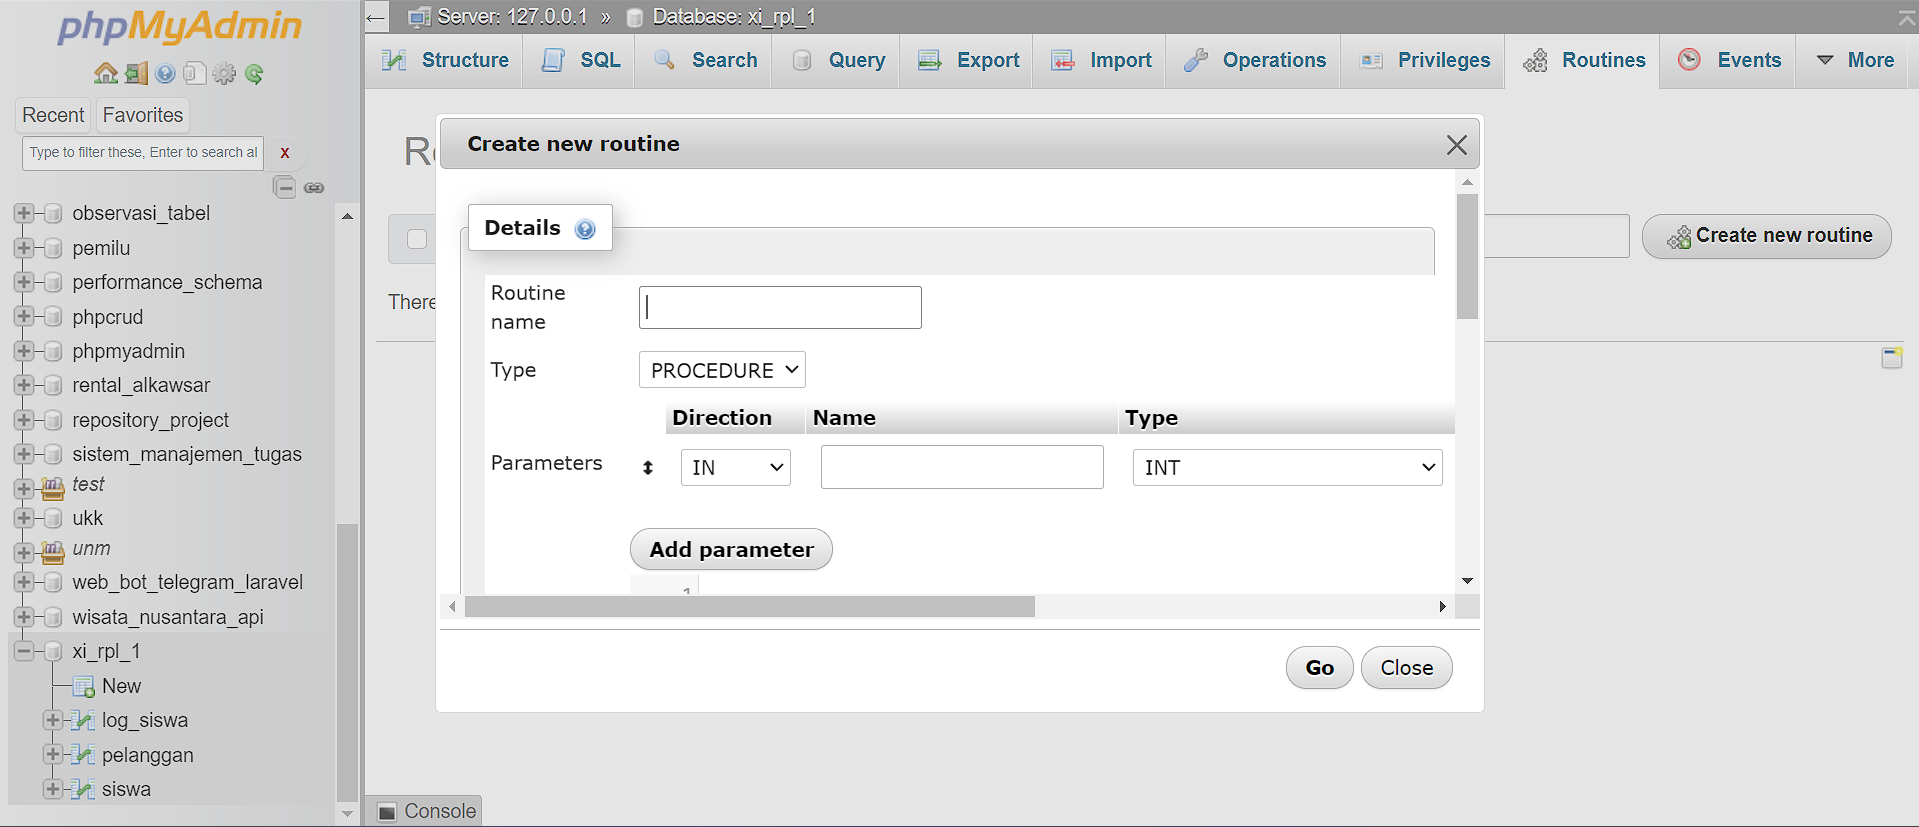 phpMyAdmin
Recent Favorites
Type to filter these, Enter to search al X
observasi_tabel
pemilu
performance_schema
phpcrud
phpmyadmin
rental_alkawsar
repository_project
sistem_manajemen_tugas
test
ukk
unm
web_bot_telegram_laravel
wisata_nusantara_api
xi_rpl_1
New
log_siswa
pelanggan
siswa
Server: 127.0.0.1 » Database: xi_rpl_1
Structure SQL Search Query Export Import Operations Privileges Routines Events More
Create new routine
There
Create new routine
Details
Routine
name
Type PROCEDURE
Direction Name Type
Parameters IN INT
Add parameter
1
Go Close
Console